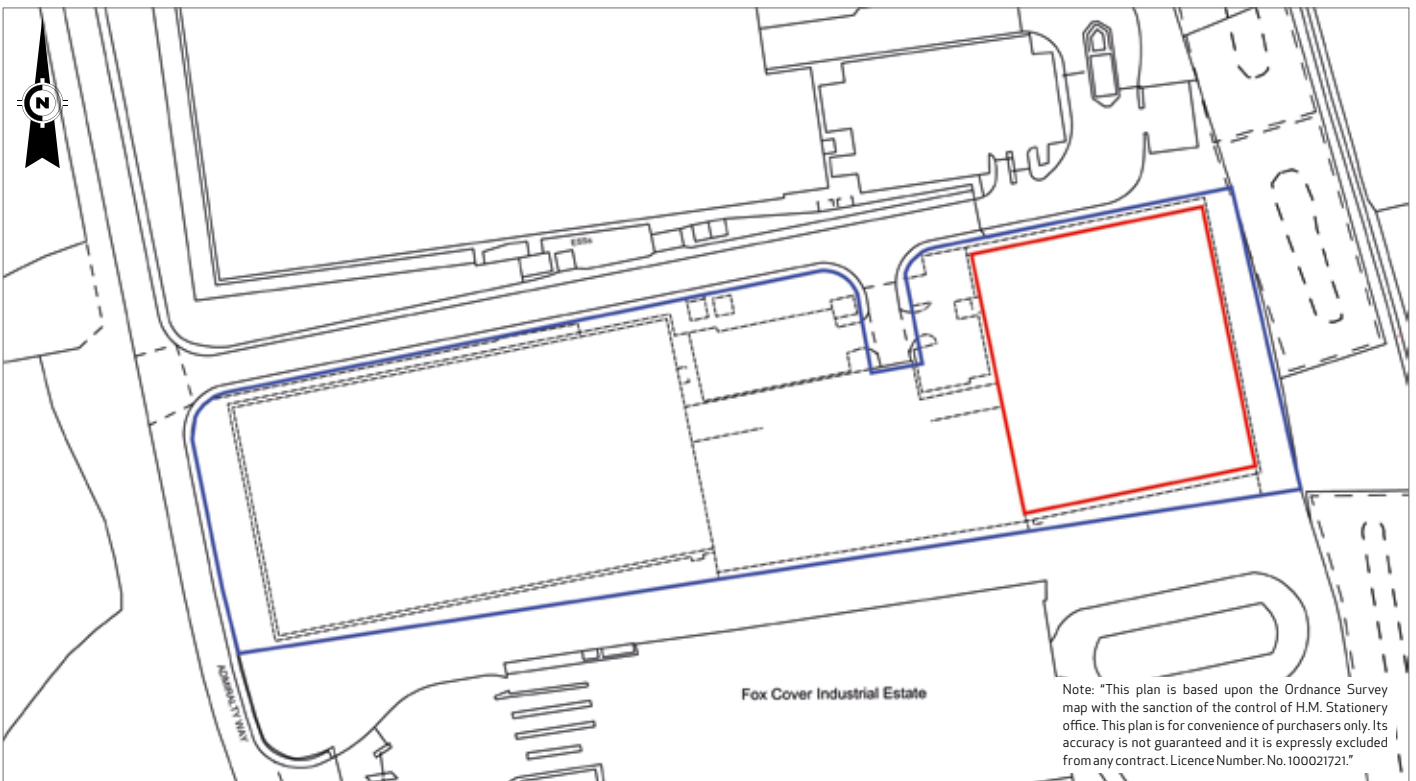 N
ESSs
ADMIRALTY WAY
Fox Cover Industrial Estate
Note: “This plan is based upon the Ordnance Survey
map with the sanction of the control of H.M. Stationery
office. This plan is for convenience of purchasers only. Its
accuracy is not guaranteed and it is expressly excluded
from any contract. Licence Number. No. 100021721.”